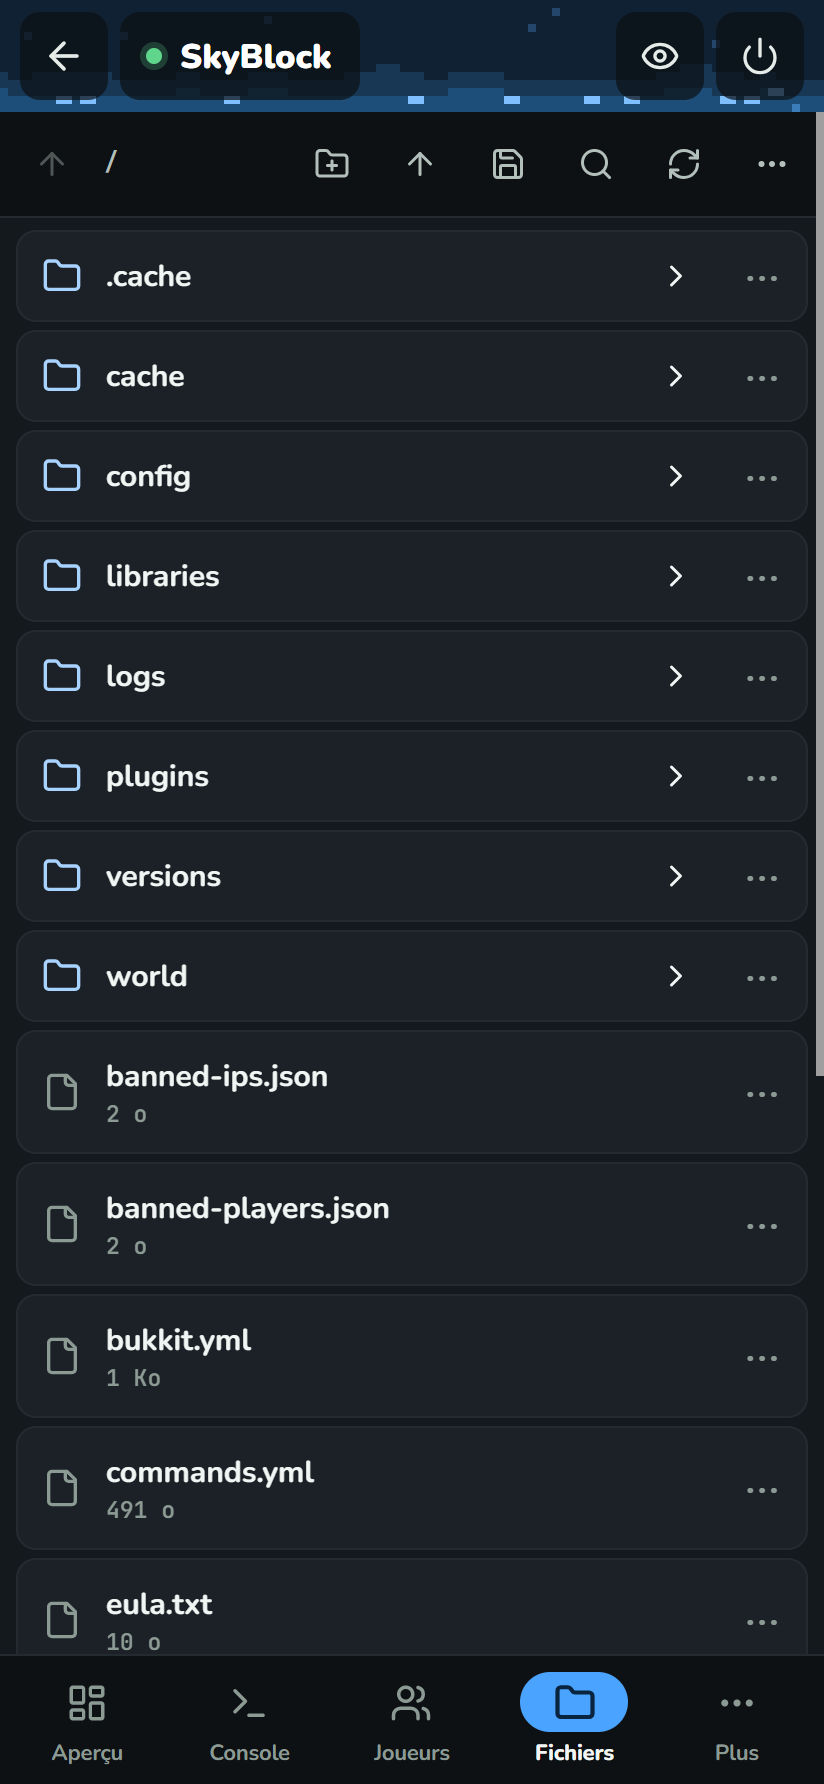 SkyBlock
/
.cache
cache
config
libraries
logs
plugins
versions
world
banned-ips.json
2 o
banned-players.json
2 o
bukkit.yml
1 Ko
commands.yml
491 o
eula.txt
10 o
Aperçu
Console
Joueurs
Fichiers
Plus